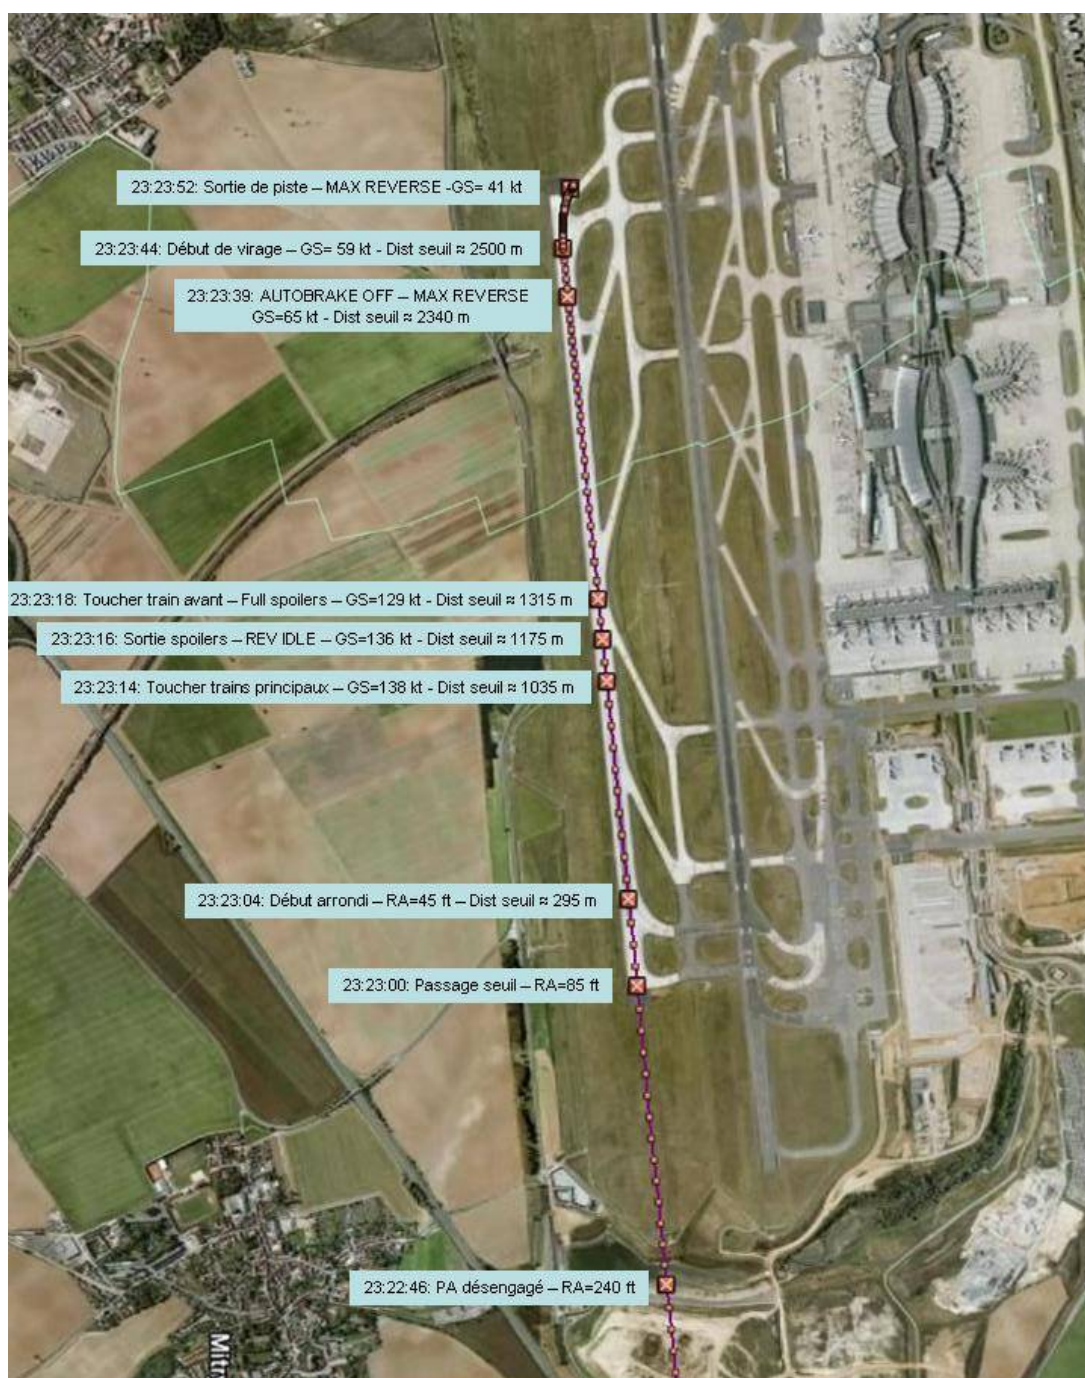 23:23:52: Sortie de piste – MAX REVERSE -GS= 41 kt
23:23:44: Début de virage – GS= 59 kt - Dist seuil ≈ 2500 m
23:23:39: AUTOBRAKE OFF – MAX REVERSE
GS=65 kt - Dist seuil ≈ 2340 m
23:23:18: Toucher train avant – Full spoilers – GS=129 kt - Dist seuil ≈ 1315 m
23:23:16: Sortie spoilers – REV IDLE – GS=136 kt - Dist seuil ≈ 1175 m
23:23:14: Toucher trains principaux – GS=138 kt - Dist seuil ≈ 1035 m
23:23:04: Début arrondi – RA=45 ft – Dist seuil ≈ 295 m
23:23:00: Passage seuil – RA=85 ft
23:22:46: PA désengagé – RA=240 ft